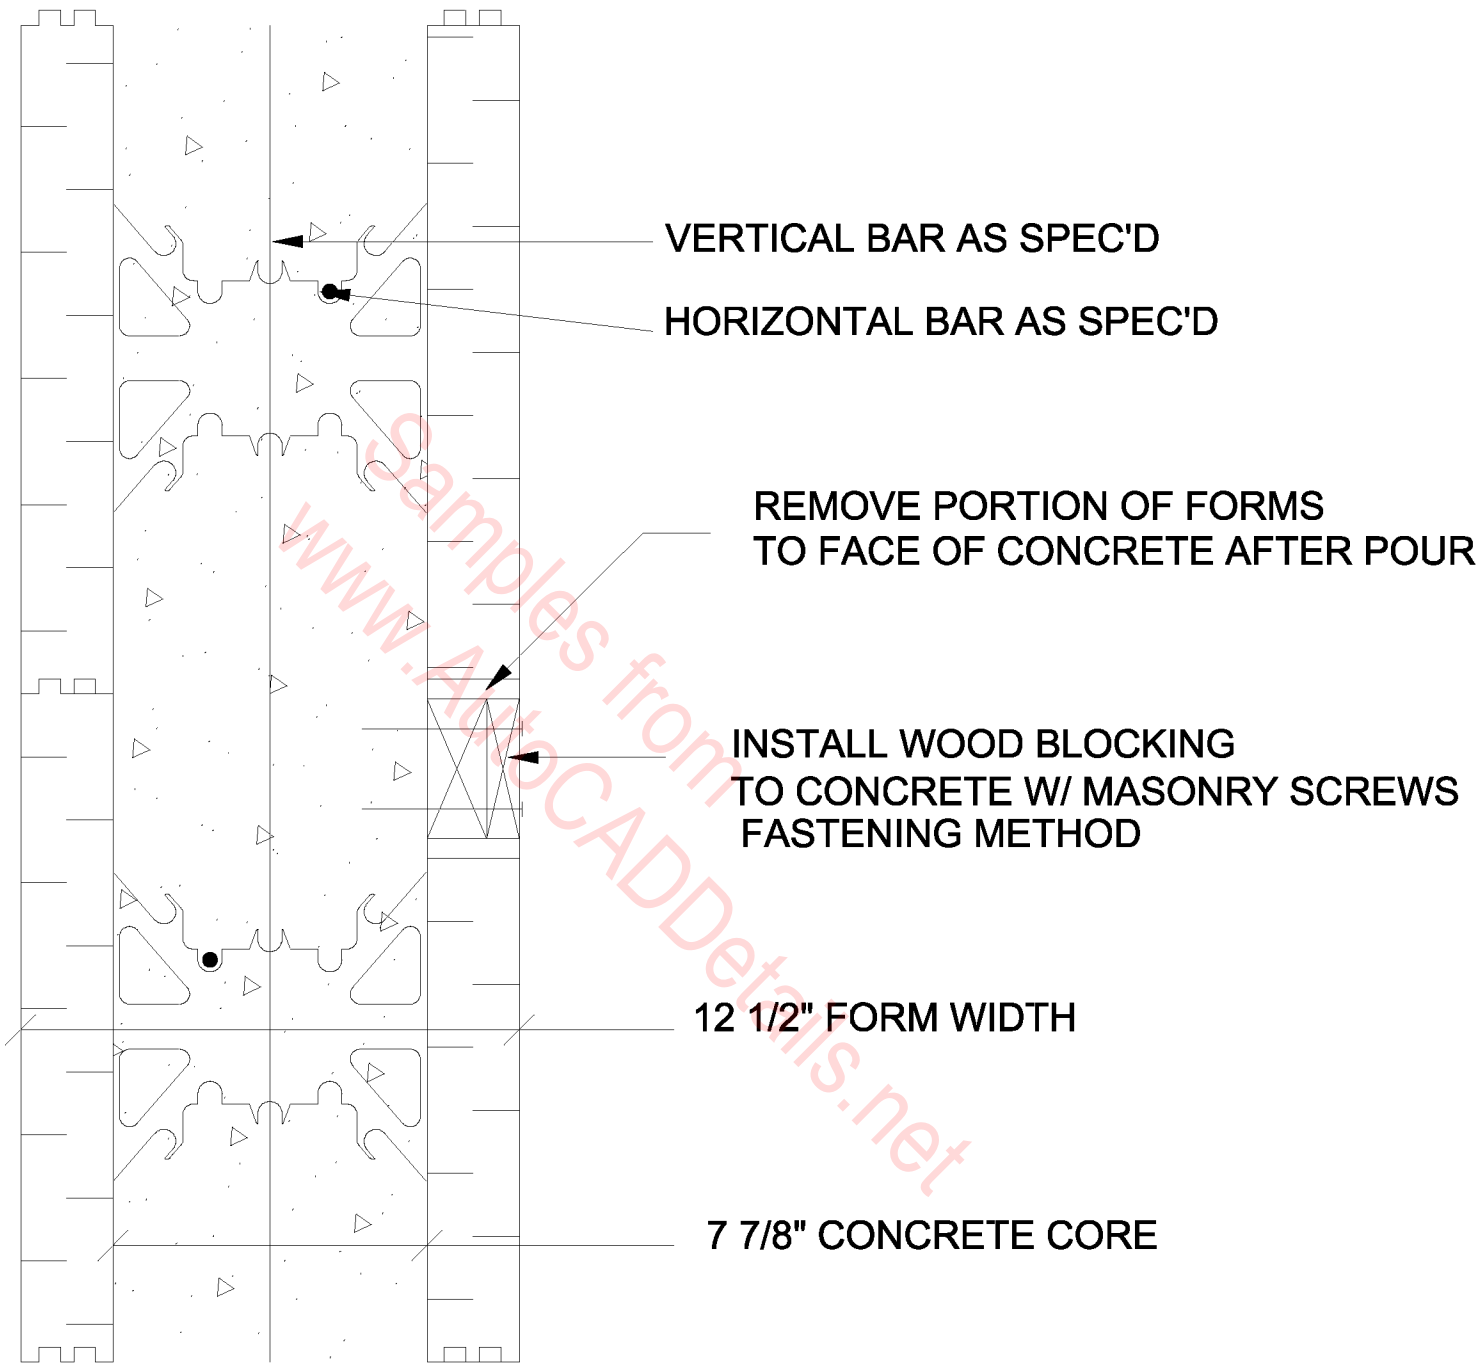 VERTICAL BAR AS SPEC'D
HORIZONTAL BAR AS SPEC'D
REMOVE PORTION OF FORMS
TO FACE OF CONCRETE AFTER POUR
INSTALL WOOD BLOCKING
TO CONCRETE W/ MASONRY SCREWS
FASTENING METHOD
12 1/2" FORM WIDTH
7 7/8" CONCRETE CORE
Samples from
www.AutoCADDetails.net